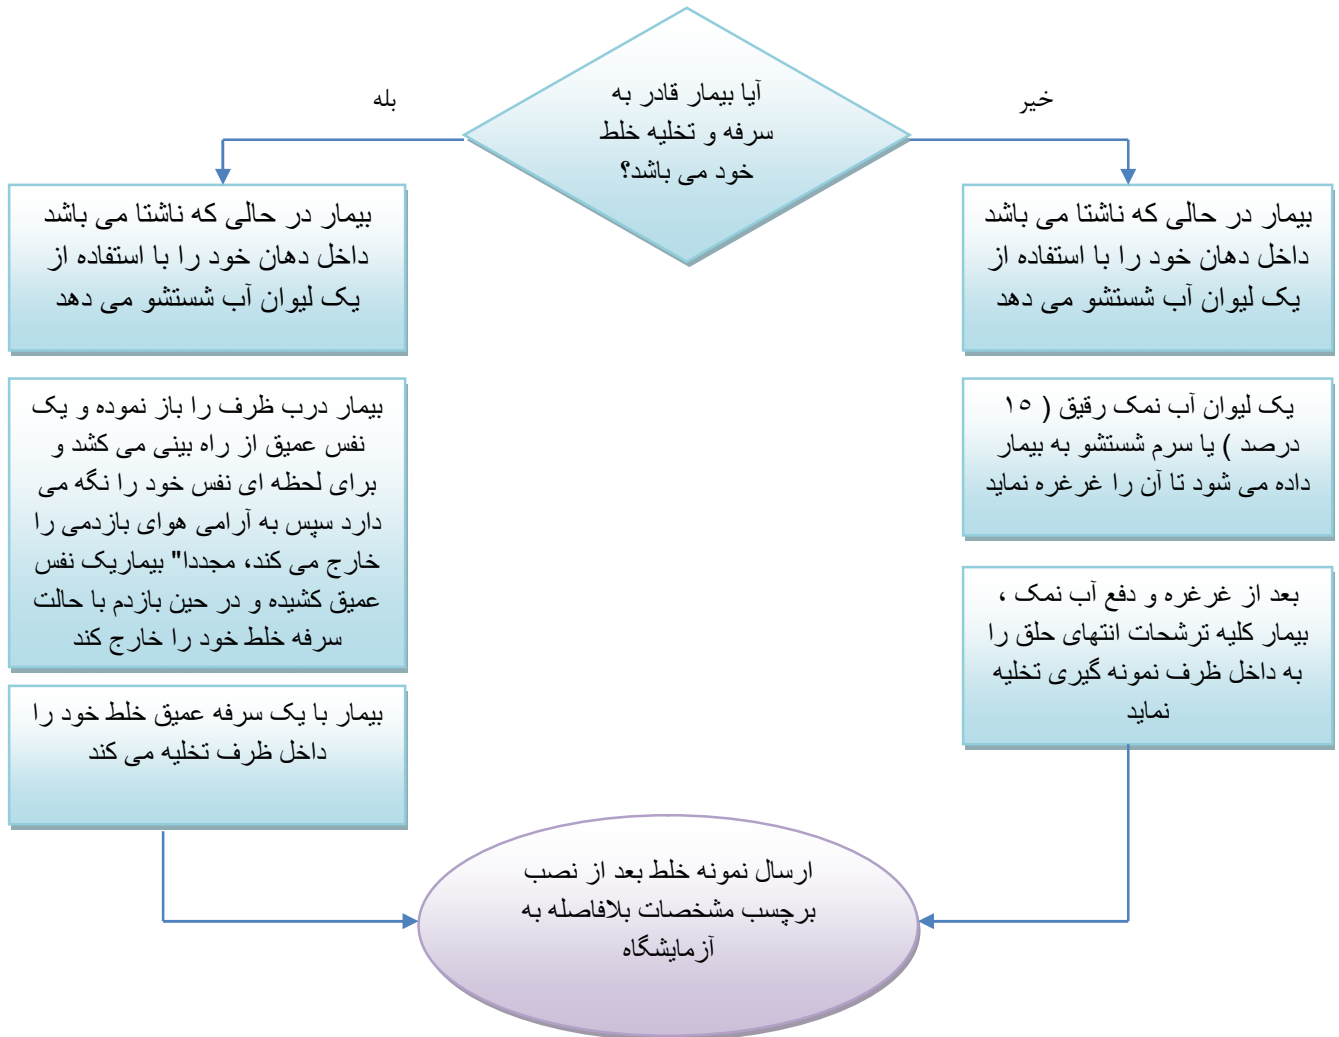 آیا بیمار قادر به
سرفه و تخلیه خلط
خود می باشد؟
خیر
بله
بیمار در حالی که ناشتا می باشد
داخل دهان خود را با استفاده از
یک لیوان آب شستشو می دهد
یک لیوان آب نمک رقیق ( ۱۵
درصد ) یا سرم شستشو به بیمار
داده می شود تا آن را غرغره نماید
بعد از غرغره و دفع آب نمک ،
بیمار کلیه ترشحات انتهای حلق را
به داخل ظرف نمونه گیری تخلیه
نماید
بیمار در حالی که ناشتا می باشد
داخل دهان خود را با استفاده از
یک لیوان آب شستشو می دهد
بیمار درب ظرف را باز نموده و یک
نفس عمیق از راه بینی می کشد و
برای لحظه ای نفس خود را نگه می
دارد سپس به آرامی هوای بازدمی را
خارج می کند، مجددا" بیماریک نفس
عمیق کشیده و در حین بازدم با حالت
سرفه خلط خود را خارج کند
بیمار با یک سرفه عمیق خلط خود را
داخل ظرف تخلیه می کند
ارسال نمونه خلط بعد از نصب
برچسب مشخصات بلافاصله به
آزمایشگاه